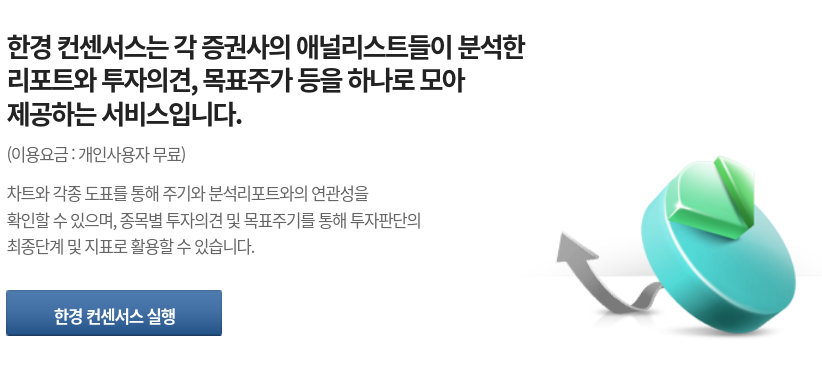 한경 컨센서스는 각 증권사의 애널리스트들이 분석한
리포트와 투자의견, 목표주가 등을 하나로 모아
제공하는 서비스입니다.
(이용요금 : 개인사용자 무료)
차트와 각종 도표를 통해 주기와 분석리포트와의 연관성을
확인할 수 있으며, 종목별 투자의견 및 목표주기를 통해 투자판단의
최종단계 및 지표로 활용할 수 있습니다.
한경 컨센서스 실행